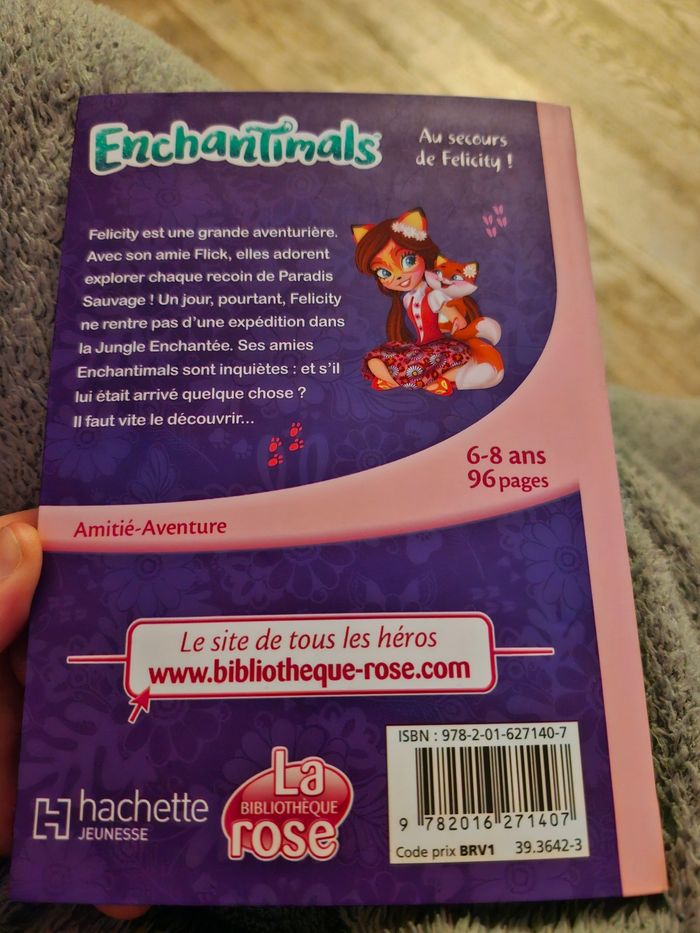 EnchanTimals
Au secours
de Felicity !
Felicity est une grande aventurière.
Avec son amie Flick, elles adorent
explorer chaque recoin de Paradis
Sauvage ! Un jour, pourtant, Felicity
ne rentre pas d'une expédition dans
la Jungle Enchantée. Ses amies
Enchantimals sont inquiètes : et s'il
lui était arrivé quelque chose ?
Il faut vite le découvrir...
6-8 ans
96 pages
Amitié-Aventure
Le site de tous les héros
www.bibliotheque-rose.com
hachette
JEUNESSE
La
BIBLIOTHÈQUE
rose
ISBN : 978-2-01-627140-7
9 782016 271407
Code prix BRV1 39.3642-3